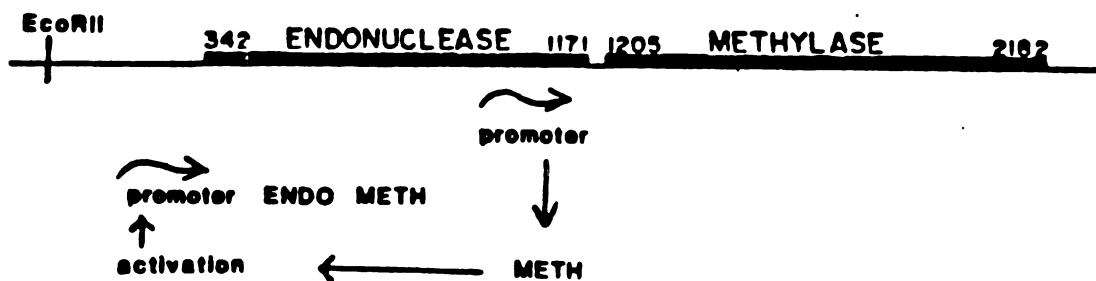 EcoRII
342 ENDONUCLEASE 1171 1205 METHYLASE 2182
promoter
promoter ENDO METH
activation METH